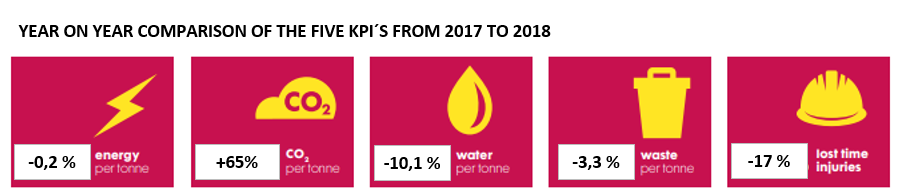 YEAR ON YEAR COMPARISON OF THE FIVE KPI´S FROM 2017 TO 2018
-0,2 %
energy
per tonne
CO₂
+65%
CO₂
per tonne
-10,1 %
water
per tonne
-3,3 %
waste
per tonne
-17 %
lost time
injuries